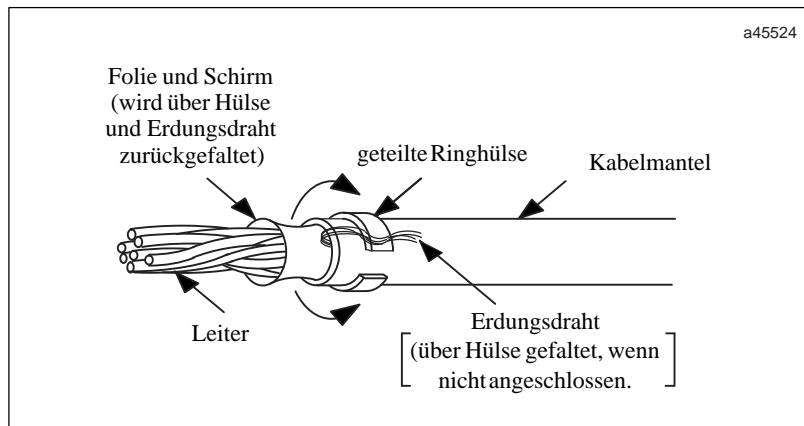 a45524
Folie und Schirm
(wird über Hülse
und Erdungsdraht
zurückgefaltet)
geteilte Ringhülse
Kabelmantel
Leiter
Erdungsdraht
(über Hülse gefaltet, wenn
nicht angeschlossen.